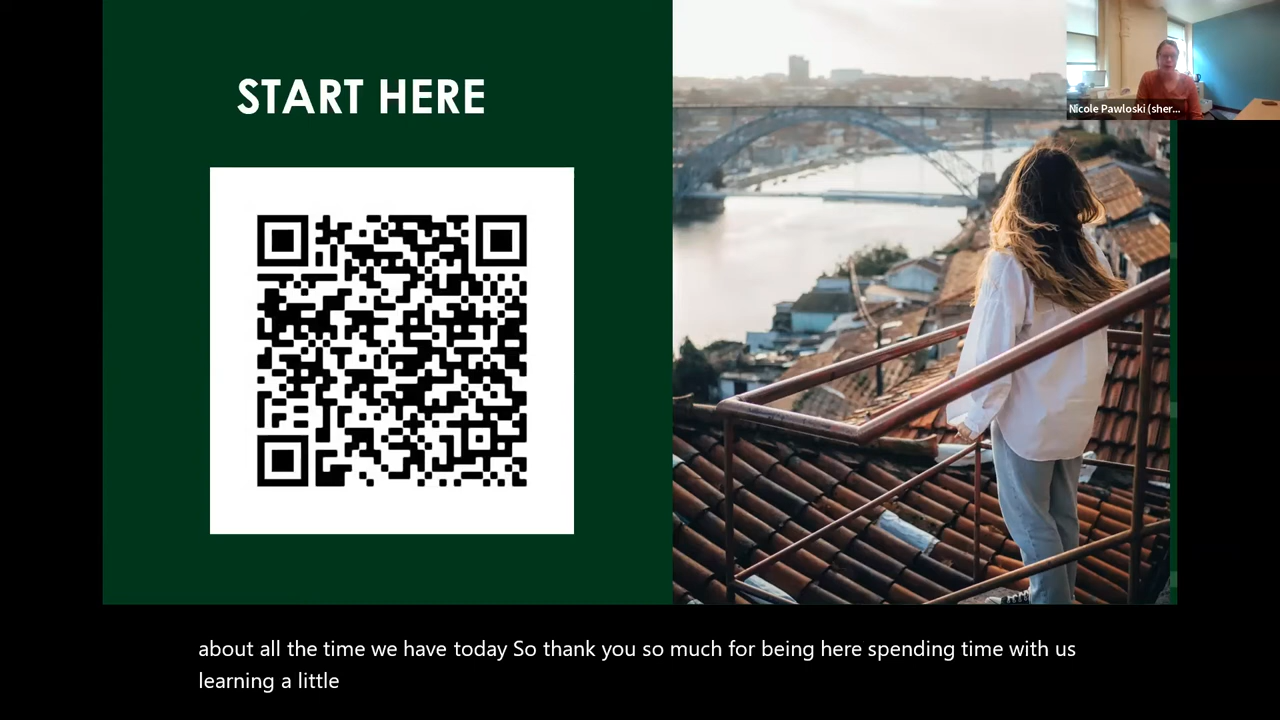 START HERE
Nicole Pawloski (sher...
about all the time we have today So thank you so much for being here spending time with us
learning a little